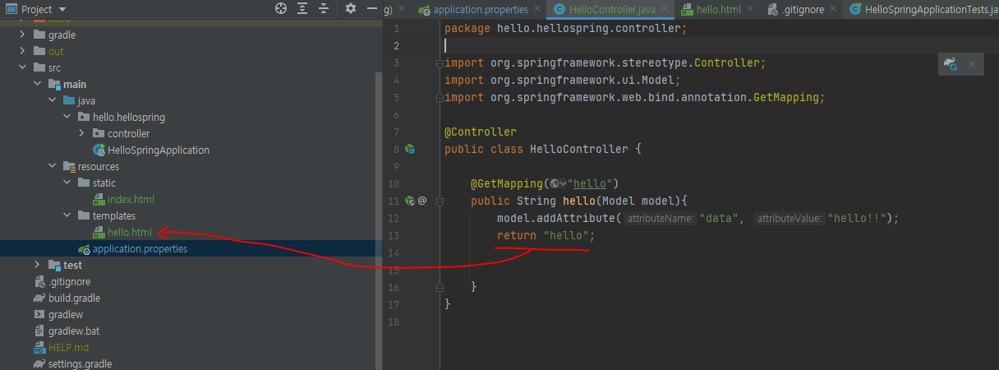 Project
g)
application.properties
HelloController.java
hello.html
.gitignore
HelloSpringApplicationTests.ja
build
gradle
out
src
main
java
hello.hellospring
controller
HelloSpringApplication
resources
static
index.html
templates
hello.html
application.properties
test
.gitignore
build.gradle
gradlew
gradlew.bat
HELP.md
settings.gradle
1 package hello.hellospring.controller;
2
3 import org.springframework.stereotype.Controller;
4 import org.springframework.ui.Model;
5 import org.springframework.web.bind.annotation.GetMapping;
6
7 @Controller
8 public class HelloController {
9
10 @GetMapping("hello")
11 public String hello(Model model){
12 model.addAttribute( attributeName: "data", attributeValue: "hello!!");
13 return "hello";
14
15
16 }
17 }
18